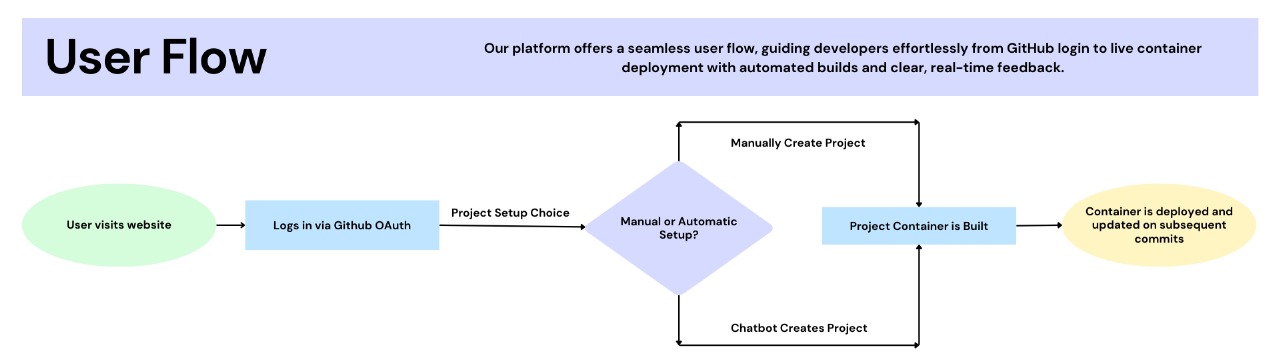 User Flow
Our platform offers a seamless user flow, guiding developers effortlessly from GitHub login to live container
deployment with automated builds and clear, real-time feedback.
User visits website
Logs in via Github OAuth
Project Setup Choice
Manual or Automatic
Setup?
Manually Create Project
Chatbot Creates Project
Project Container is Built
Container is deployed and
updated on subsequent
commits